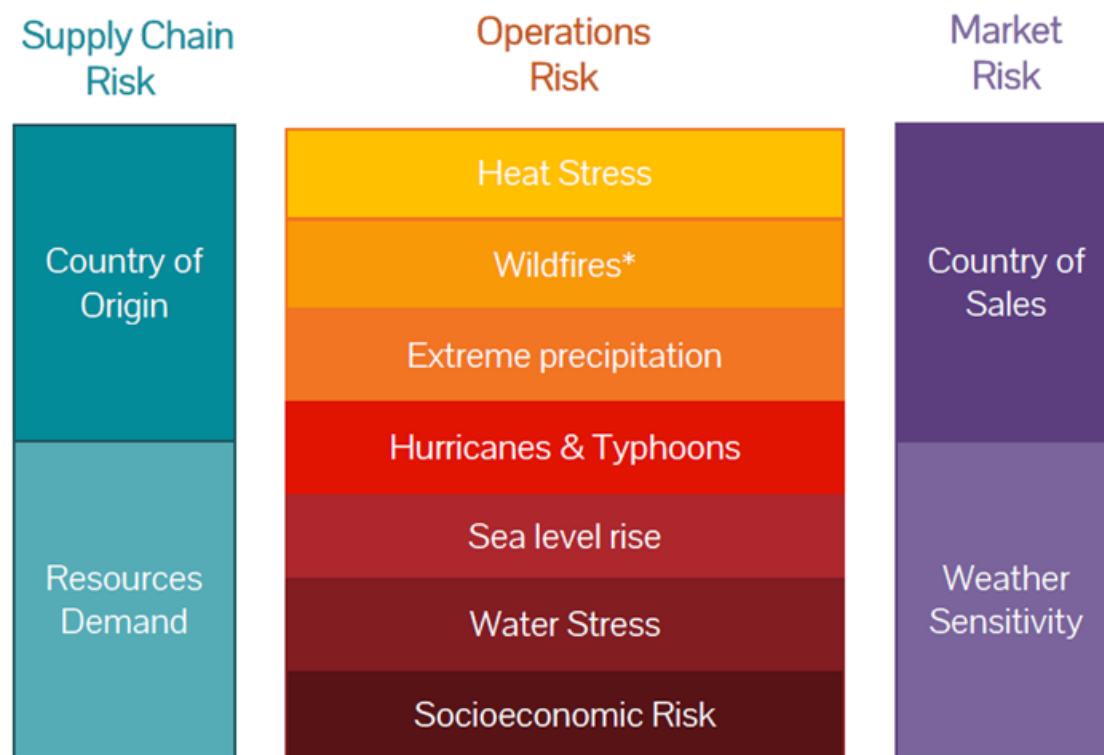 Supply Chain
Risk
Operations
Risk
Market
Risk
Country of
Origin
Resources
Demand
Heat Stress
Wildfires*
Extreme precipitation
Hurricanes & Typhoons
Sea level rise
Water Stress
Socioeconomic Risk
Country of
Sales
Weather
Sensitivity